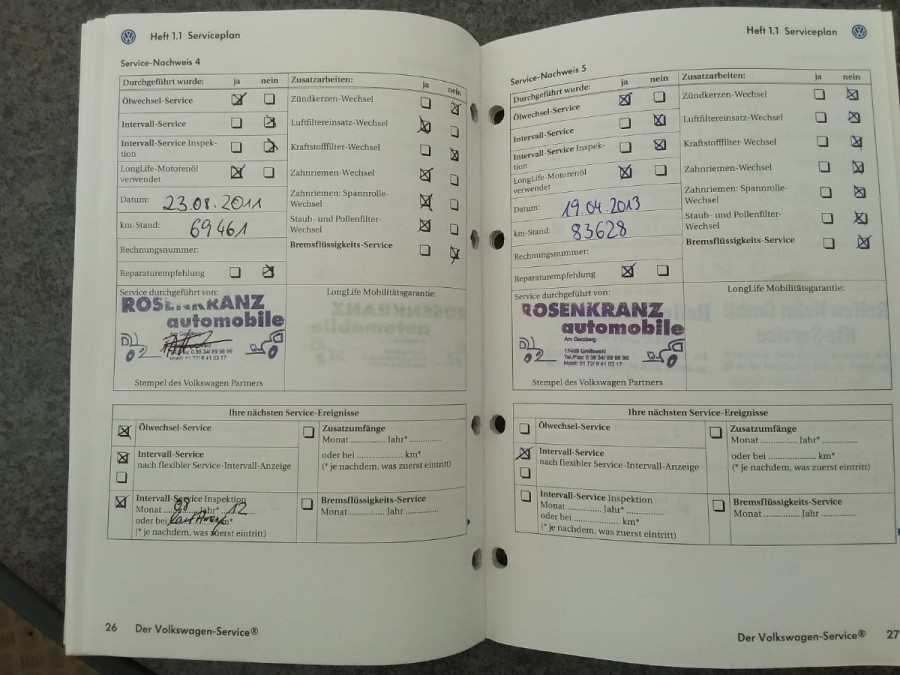 Heft 1.1 Serviceplan
Service-Nachweis 4
Durchgeführt wurde: ja nein
Ölwechsel-Service
Intervall-Service
Intervall-Service Inspek-
tion
LongLife-Motorenöl
verwendet
Datum: 23.08.2011
km-Stand: 69461
Rechnungsnummer:
Reparaturempfehlung
Zusatzarbeiten: ja nein
Zündkerzen-Wechsel
Luftfiltereinsatz-Wechsel
Kraftstofffilter-Wechsel
Zahnriemen-Wechsel
Zahnriemen: Spannrolle-
Wechsel
Staub- und Pollenfilter-
Wechsel
Bremsflüssigkeits-Service
Service durchgeführt von:
ROSENKRANZ
automobile
Stempel des Volkswagen Partners
LongLife Mobilitätsgarantie:
Ihre nächsten Service-Ereignisse
Ölwechsel-Service
Intervall-Service
nach flexibler Service-Intervall-Anzeige
Intervall-Service Inspektion
Monat 08 Jahr* 12
oder bei km*
(* je nachdem, was zuerst eintritt)
Zusatzumfänge
Monat .............. Jahr* ..............
oder bei .................... km*
(* je nachdem, was zuerst eintritt)
Bremsflüssigkeits-Service
Monat .............. Jahr ..............
26 Der Volkswagen-Service®
Heft 1.1 Serviceplan
Service-Nachweis 5
Durchgeführt wurde: ja nein
Ölwechsel-Service
Intervall-Service
Intervall-Service Inspek-
tion
LongLife-Motorenöl
verwendet
Datum: 19.04.2013
km-Stand: 83628
Rechnungsnummer:
Reparaturempfehlung
Zusatzarbeiten: ja nein
Zündkerzen-Wechsel
Luftfiltereinsatz-Wechsel
Kraftstofffilter-Wechsel
Zahnriemen-Wechsel
Zahnriemen: Spannrolle-
Wechsel
Staub- und Pollenfilter-
Wechsel
Bremsflüssigkeits-Service
Service durchgeführt von:
ROSENKRANZ
automobile
17489 Greifswald
Stempel des Volkswagen Partners
LongLife Mobilitätsgarantie:
Ihre nächsten Service-Ereignisse
Ölwechsel-Service
Intervall-Service
nach flexibler Service-Intervall-Anzeige
Intervall-Service Inspektion
Monat .............. Jahr* ..............
oder bei .................... km*
(* je nachdem, was zuerst eintritt)
Zusatzumfänge
Monat .............. Jahr* ..............
oder bei .................... km*
(* je nachdem, was zuerst eintritt)
Bremsflüssigkeits-Service
Monat .............. Jahr ..............
Der Volkswagen-Service® 27